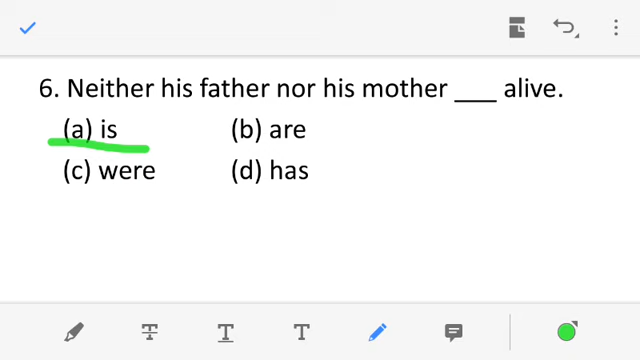 6. Neither his father nor his mother ___ alive.
(a) is (b) are
(c) were (d) has